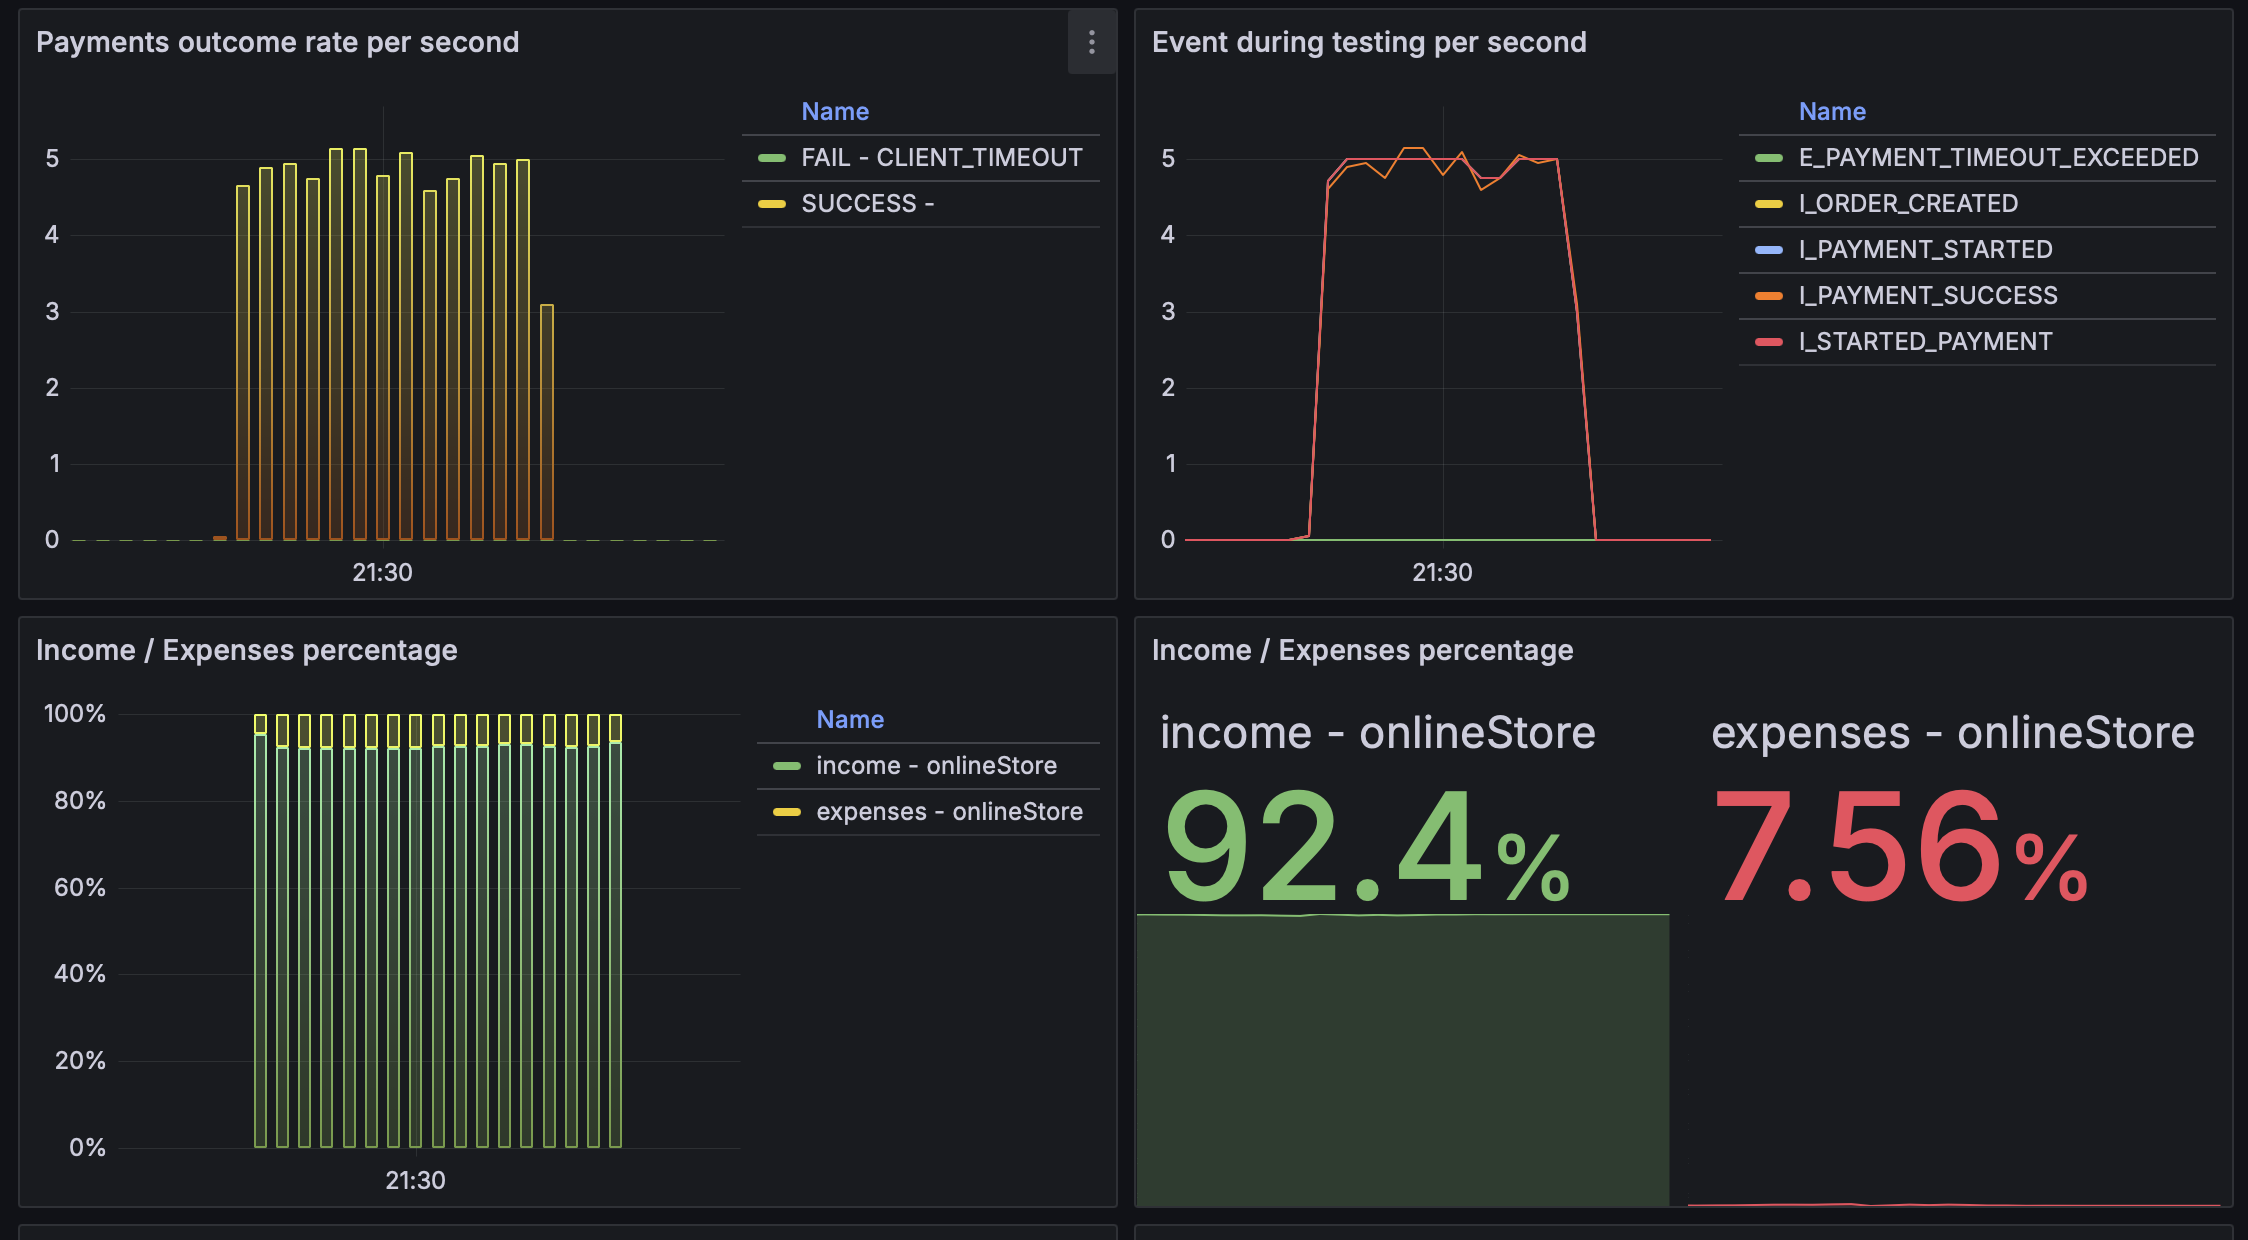 Payments outcome rate per second
Name
FAIL - CLIENT_TIMEOUT
SUCCESS -
5
4
3
2
1
0
21:30
Event during testing per second
Name
E_PAYMENT_TIMEOUT_EXCEEDED
I_ORDER_CREATED
I_PAYMENT_STARTED
I_PAYMENT_SUCCESS
I_STARTED_PAYMENT
5
4
3
2
1
0
21:30
Income / Expenses percentage
Name
income - onlineStore
expenses - onlineStore
100%
80%
60%
40%
20%
0%
21:30
Income / Expenses percentage
income - onlineStore
92.4%
expenses - onlineStore
7.56%